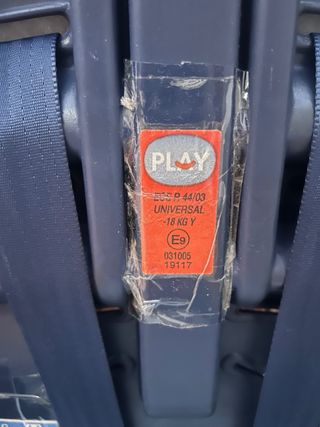 PLAY
ECE R 44/03
UNIVERSAL
-18 KG Y
E9
031005
19117